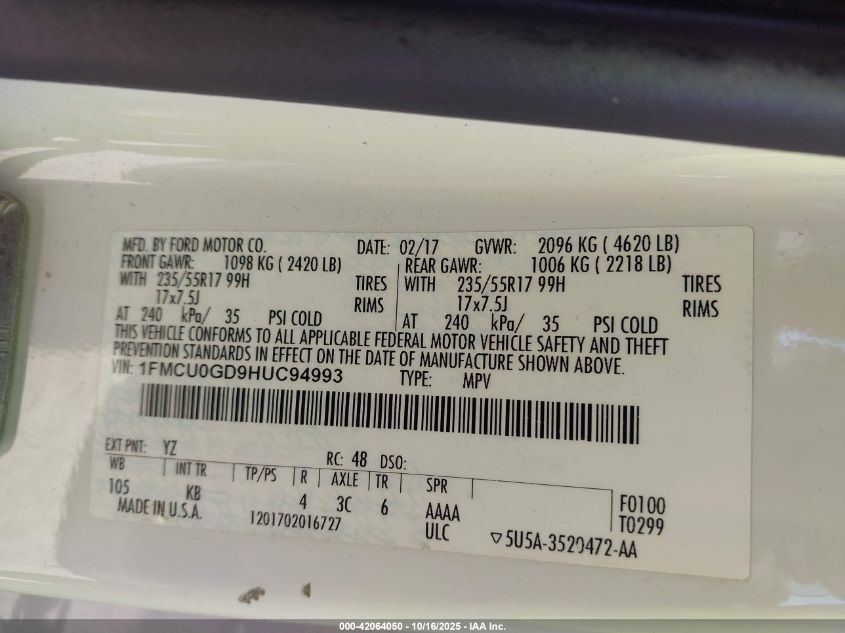 MFD. BY FORD MOTOR CO. DATE: 02/17 GVWR: 2096 KG ( 4620 LB)
FRONT GAWR: 1098 KG ( 2420 LB) REAR GAWR: 1006 KG ( 2218 LB)
WITH 235/55R17 99H TIRES WITH 235/55R17 99H TIRES
17x7.5J RIMS 17x7.5J RIMS
AT 240 kPa/ 35 PSI COLD AT 240 kPa/ 35 PSI COLD
THIS VEHICLE CONFORMS TO ALL APPLICABLE FEDERAL MOTOR VEHICLE SAFETY AND THEFT
PREVENTION STANDARDS IN EFFECT ON THE DATE OF MANUFACTURE SHOWN ABOVE.
VIN: 1FMCU0GD9HUC94993 TYPE: MPV
EXT PNT: YZ RC: 48 DSO:
WB INT TR TP/PS R AXLE TR SPR
105 KB 4 3C 6 AAAA F0100
MADE IN U.S.A. 1201702016727 ULC T0299
▽5U5A-3520472-AA
000-42064050 - 10/16/2025 - IAA Inc.